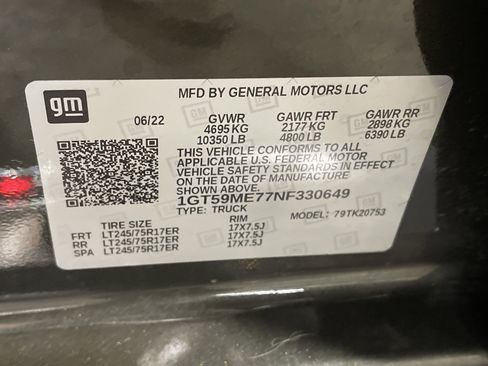 gm
MFD BY GENERAL MOTORS LLC
06/22 GVWR GAWR FRT GAWR RR
4695 KG 2177 KG 2898 KG
10350 LB 4800 LB 6390 LB
THIS VEHICLE CONFORMS TO ALL
APPLICABLE U.S. FEDERAL MOTOR
VEHICLE SAFETY STANDARDS IN EFFECT
ON THE DATE OF MANUFACTURE
1GT59ME77NF330649
TYPE: TRUCK MODEL: 79TK20753
TIRE SIZE RIM
FRT LT245/75R17ER 17X7.5J
RR LT245/75R17ER 17X7.5J
SPA LT245/75R17ER 17X7.5J